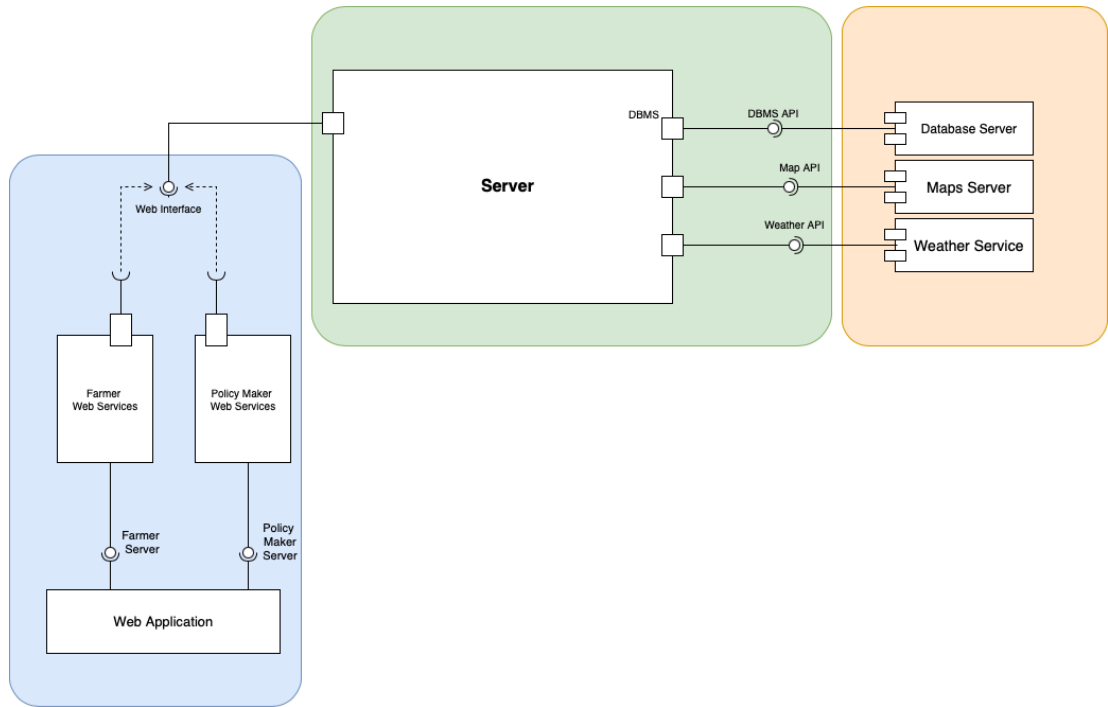 DBMS
DBMS API
Database Server
Map API
Server
Maps Server
Web Interface
Weather API
Weather Service
Farmer
Web Services
Policy Maker
Web Services
Farmer
Server
Policy
Maker
Server
Web Application